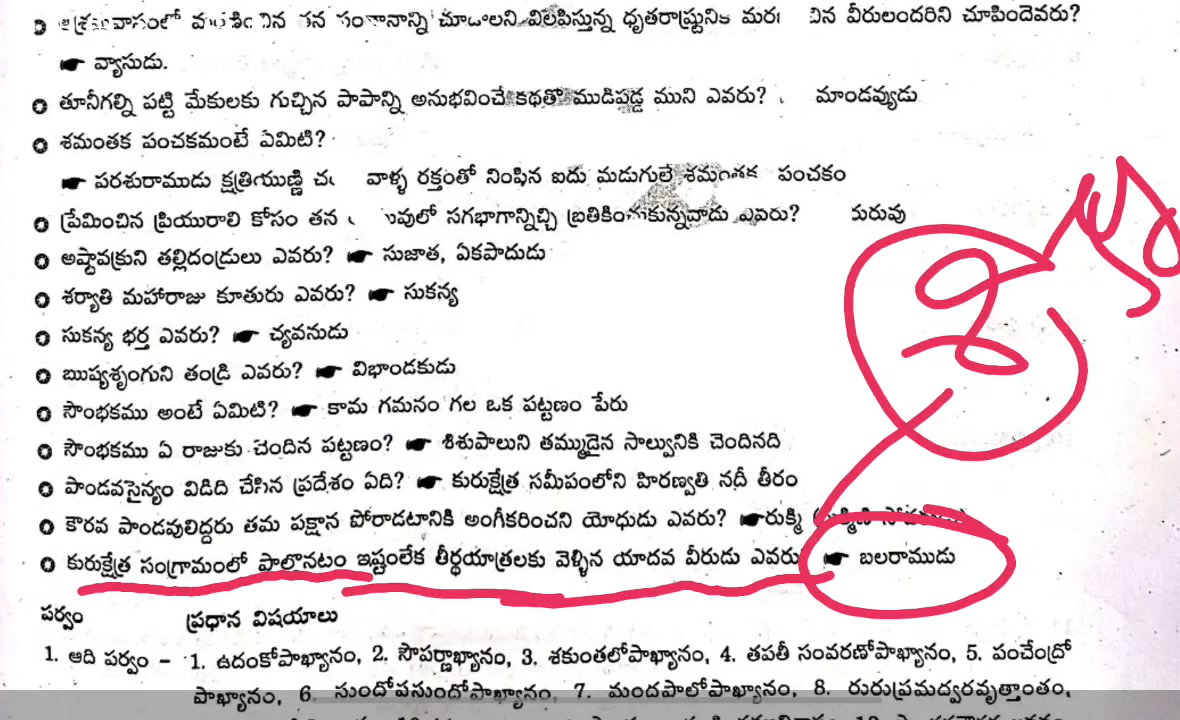 విలపిస్తున్న ధృతరాష్ట్రునికి వీరులందరిని చూపిందెవరు?
☛ వ్యాసుడు.
తూనీగల్ని పట్టి మేకులకు గుచ్చిన పాపాన్ని అనుభవించే కథతో ముడిపడ్డ ముని ఎవరు? మాండవ్యుడు
శమంతక పంచకమంటే ఏమిటి?
☛ పరశురాముడు వాళ్ళ రక్తంతో నింపిన ఐదు మడుగులే శమంతక పంచకం
ప్రేమించిన ప్రియురాలి కోసం తన సగభాగాన్నిచ్చి ఎవరు? మరువు
అష్టావక్రుని తల్లిదండ్రులు ఎవరు? ☛ సుజాత, ఏకపాదుడు
శర్యాతి మహారాజు కూతురు ఎవరు? ☛ సుకన్య
సుకన్య భర్త ఎవరు? ☛ చ్యవనుడు
ఋష్యశృంగుని తండ్రి ఎవరు? ☛ విభాండకుడు
సౌంభకము అంటే ఏమిటి? ☛ కామ గమనం గల ఒక పట్టణం పేరు
సౌంభకము ఏ రాజుకు చెందిన పట్టణం? ☛ శిశుపాలుని తమ్ముడైన సాల్వునికి చెందినది
పాండవసైన్యం విడిది చేసిన ప్రదేశం ఏది? ☛ కురుక్షేత్ర సమీపంలోని హిరణ్వతి నదీ తీరం
కౌరవ పాండవులిద్దరు తమ పక్షాన పోరాడటానికి అంగీకరించని యోధుడు ఎవరు? ☛రుక్మి
కురుక్షేత్ర సంగ్రామంలో పాల్గొనటం ఇష్టంలేక తీర్థయాత్రలకు వెళ్ళిన యాదవ వీరుడు ఎవరు ☛ బలరాముడు
పర్వం ప్రధాన విషయాలు
1. ఆది పర్వం – 1. ఉదంకోపాఖ్యానం, 2. సౌపర్ణాఖ్యానం, 3. శకుంతలోపాఖ్యానం, 4. తపతీ సంవరణోపాఖ్యానం, 5. పంచేంద్రో
పాఖ్యానం, 6. సుందోపసుందోపాఖ్యానం, 7. మందపాలోపాఖ్యానం, 8. రురుప్రమద్వరవృత్తాంతం,